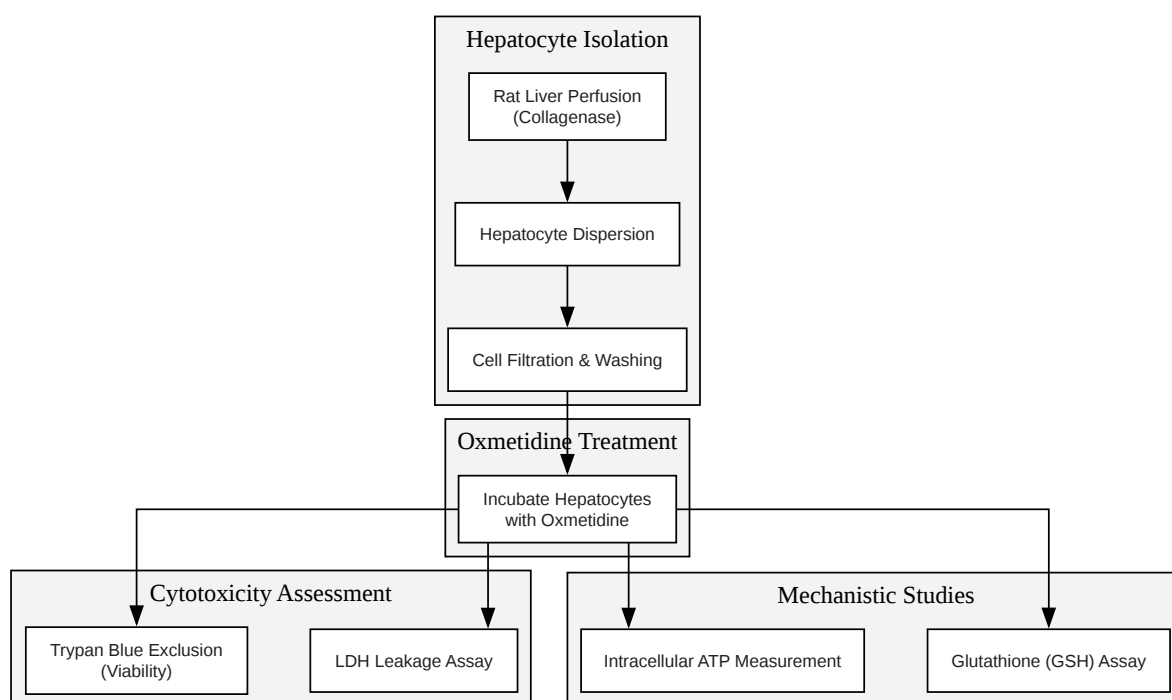 Hepatocyte Isolation
Rat Liver Perfusion
(Collagenase)
Hepatocyte Dispersion
Cell Filtration & Washing
Oxmetidine Treatment
Incubate Hepatocytes
with Oxmetidine
Cytotoxicity Assessment
Trypan Blue Exclusion
(Viability)
LDH Leakage Assay
Mechanistic Studies
Intracellular ATP Measurement
Glutathione (GSH) Assay